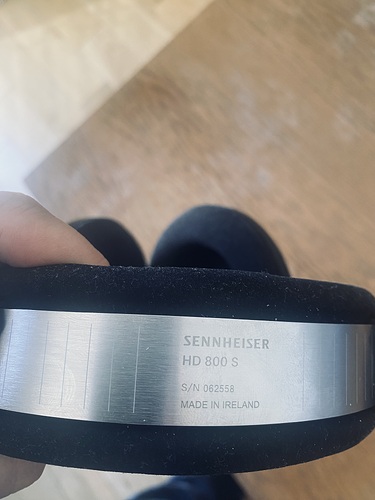 SENNHEISER
HD 800 S
S/N 062558
MADE IN IRELAND